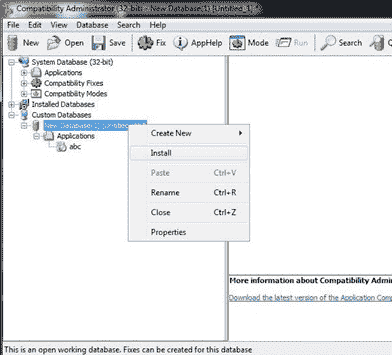 Compatibility Administrator (32-bit) - New Database(1) [Untitled_1] *
File Edit View Database Search Help
New Open Save Fix AppHelp Mode Run Search
System Database (32-bit)
Applications
Compatibility Fixes
Compatibility Modes
Installed Databases
Custom Databases
New Database(1) [Untitled_1]
Applications
abc
Create New
Install
Paste Ctrl+V
Rename Ctrl+R
Close Ctrl+Z
Properties
More information about Compatibility Admi
Download the latest version of the Application Comp
This is an open working database. Fixes can be created for this database